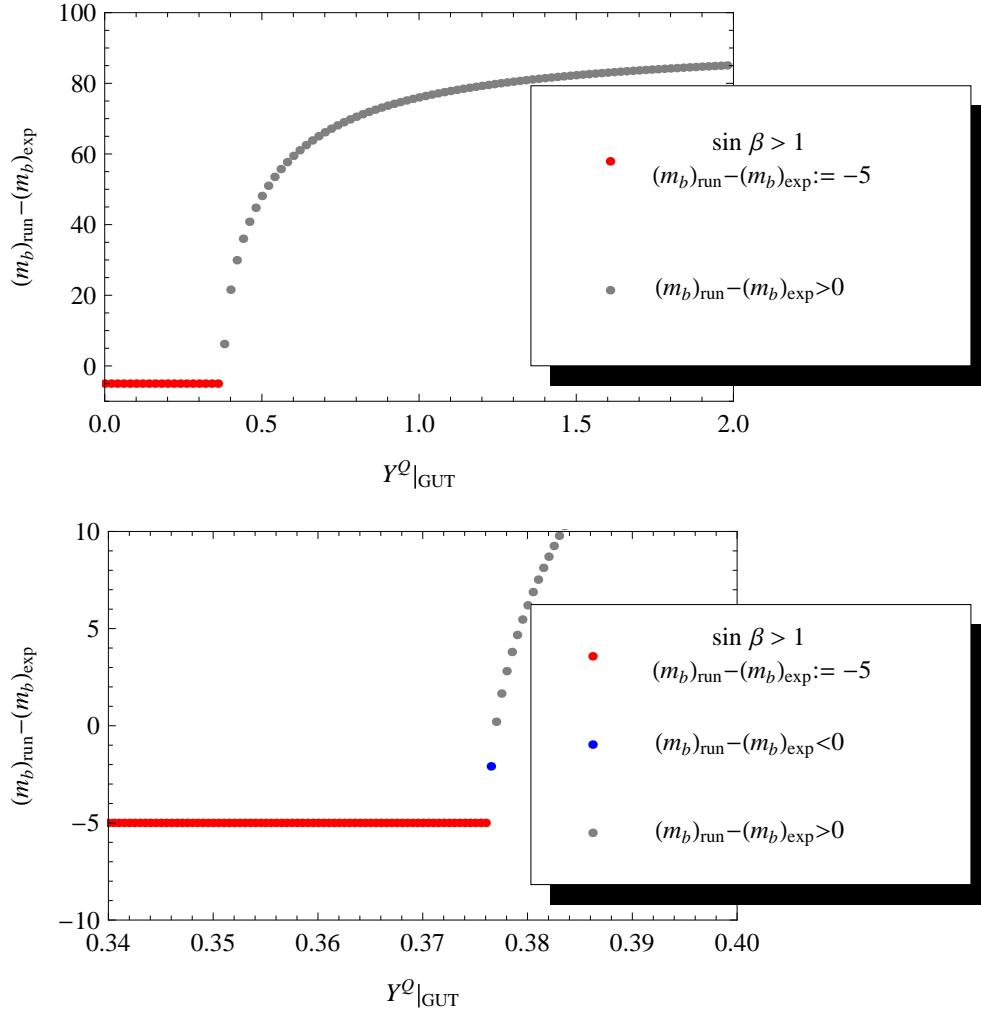 100
80
60
40
20
0
0.0 0.5 1.0 1.5 2.0
(m_b)_run−(m_b)_exp
Y^Q|_GUT
sin β > 1
(m_b)_run−(m_b)_exp:= −5
(m_b)_run−(m_b)_exp>0
10
5
0
−5
−10
0.34 0.35 0.36 0.37 0.38 0.39 0.40
(m_b)_run−(m_b)_exp
Y^Q|_GUT
sin β > 1
(m_b)_run−(m_b)_exp:= −5
(m_b)_run−(m_b)_exp<0
(m_b)_run−(m_b)_exp>0